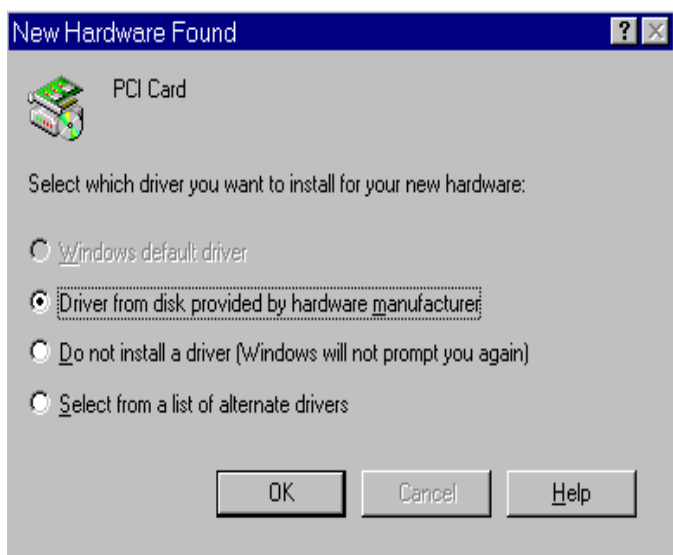 New Hardware Found
PCI Card
Select which driver you want to install for your new hardware:
Windows default driver
Driver from disk provided by hardware manufacturer
Do not install a driver (Windows will not prompt you again)
Select from a list of alternate drivers
OK Cancel Help